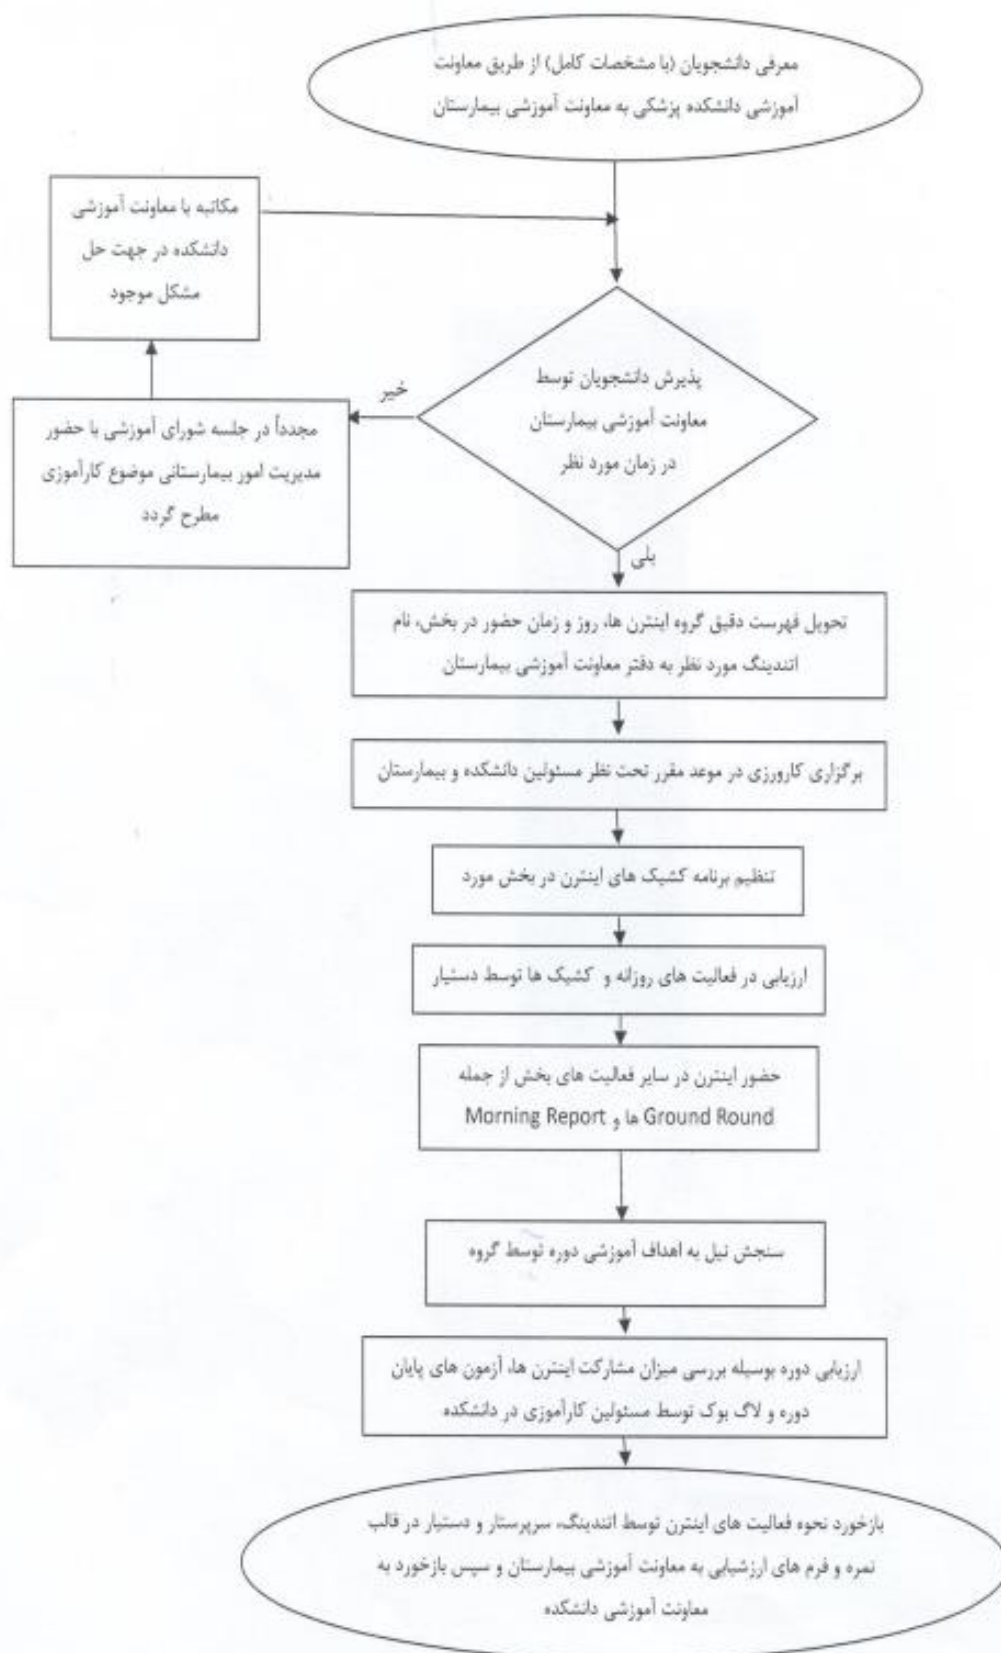 معرفی دانشجویان (با مشخصات کامل) از طریق معاونت
آموزشی دانشکده پزشکی به معاونت آموزشی بیمارستان
مکاتبه با معاونت آموزشی
دانشکده در جهت حل
مشکل موجود
پذیرش دانشجویان توسط
معاونت آموزشی بیمارستان
در زمان مورد نظر
خیر
مجدداً در جلسه شورای آموزشی با حضور
مدیریت امور بیمارستانی موضوع کارآموزی
مطرح گردد
بلی
تحویل فهرست دقیق گروه اینترن ها، روز و زمان حضور در بخش، نام
اتندینگ مورد نظر به دفتر معاونت آموزشی بیمارستان
برگزاری کارورزی در موعد مقرر تحت نظر مسئولین دانشکده و بیمارستان
تنظیم برنامه کشیک های اینترن در بخش مورد
ارزیابی در فعالیت های روزانه و کشیک ها توسط دستیار
حضور اینترن در سایر فعالیت های بخش از جمله
Ground Round ها و Morning Report
سنجش نیل به اهداف آموزشی دوره توسط گروه
ارزیابی دوره بوسیله بررسی میزان مشارکت اینترن ها، آزمون های پایان
دوره و لاگ بوک توسط مسئولین کارآموزی در دانشکده
بازخورد نحوه فعالیت های اینترن توسط اتندینگ، سرپرستار و دستیار در قالب
نمره و فرم های ارزشیابی به معاونت آموزشی بیمارستان و سپس بازخورد به
معاونت آموزشی دانشکده